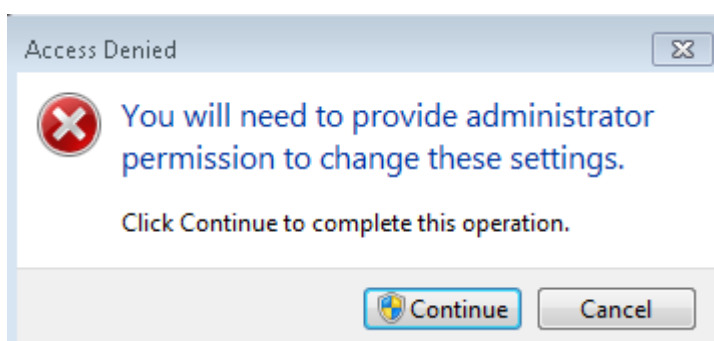 Access Denied
You will need to provide administrator
permission to change these settings.
Click Continue to complete this operation.
Continue Cancel